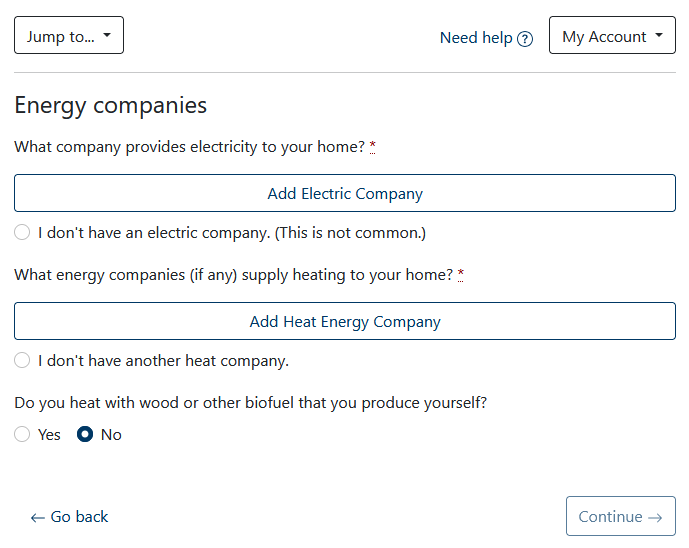 Jump to...
Need help
My Account
Energy companies
What company provides electricity to your home? *
Add Electric Company
I don't have an electric company. (This is not common.)
What energy companies (if any) supply heating to your home? *
Add Heat Energy Company
I don't have another heat company.
Do you heat with wood or other biofuel that you produce yourself?
Yes No
← Go back
Continue →